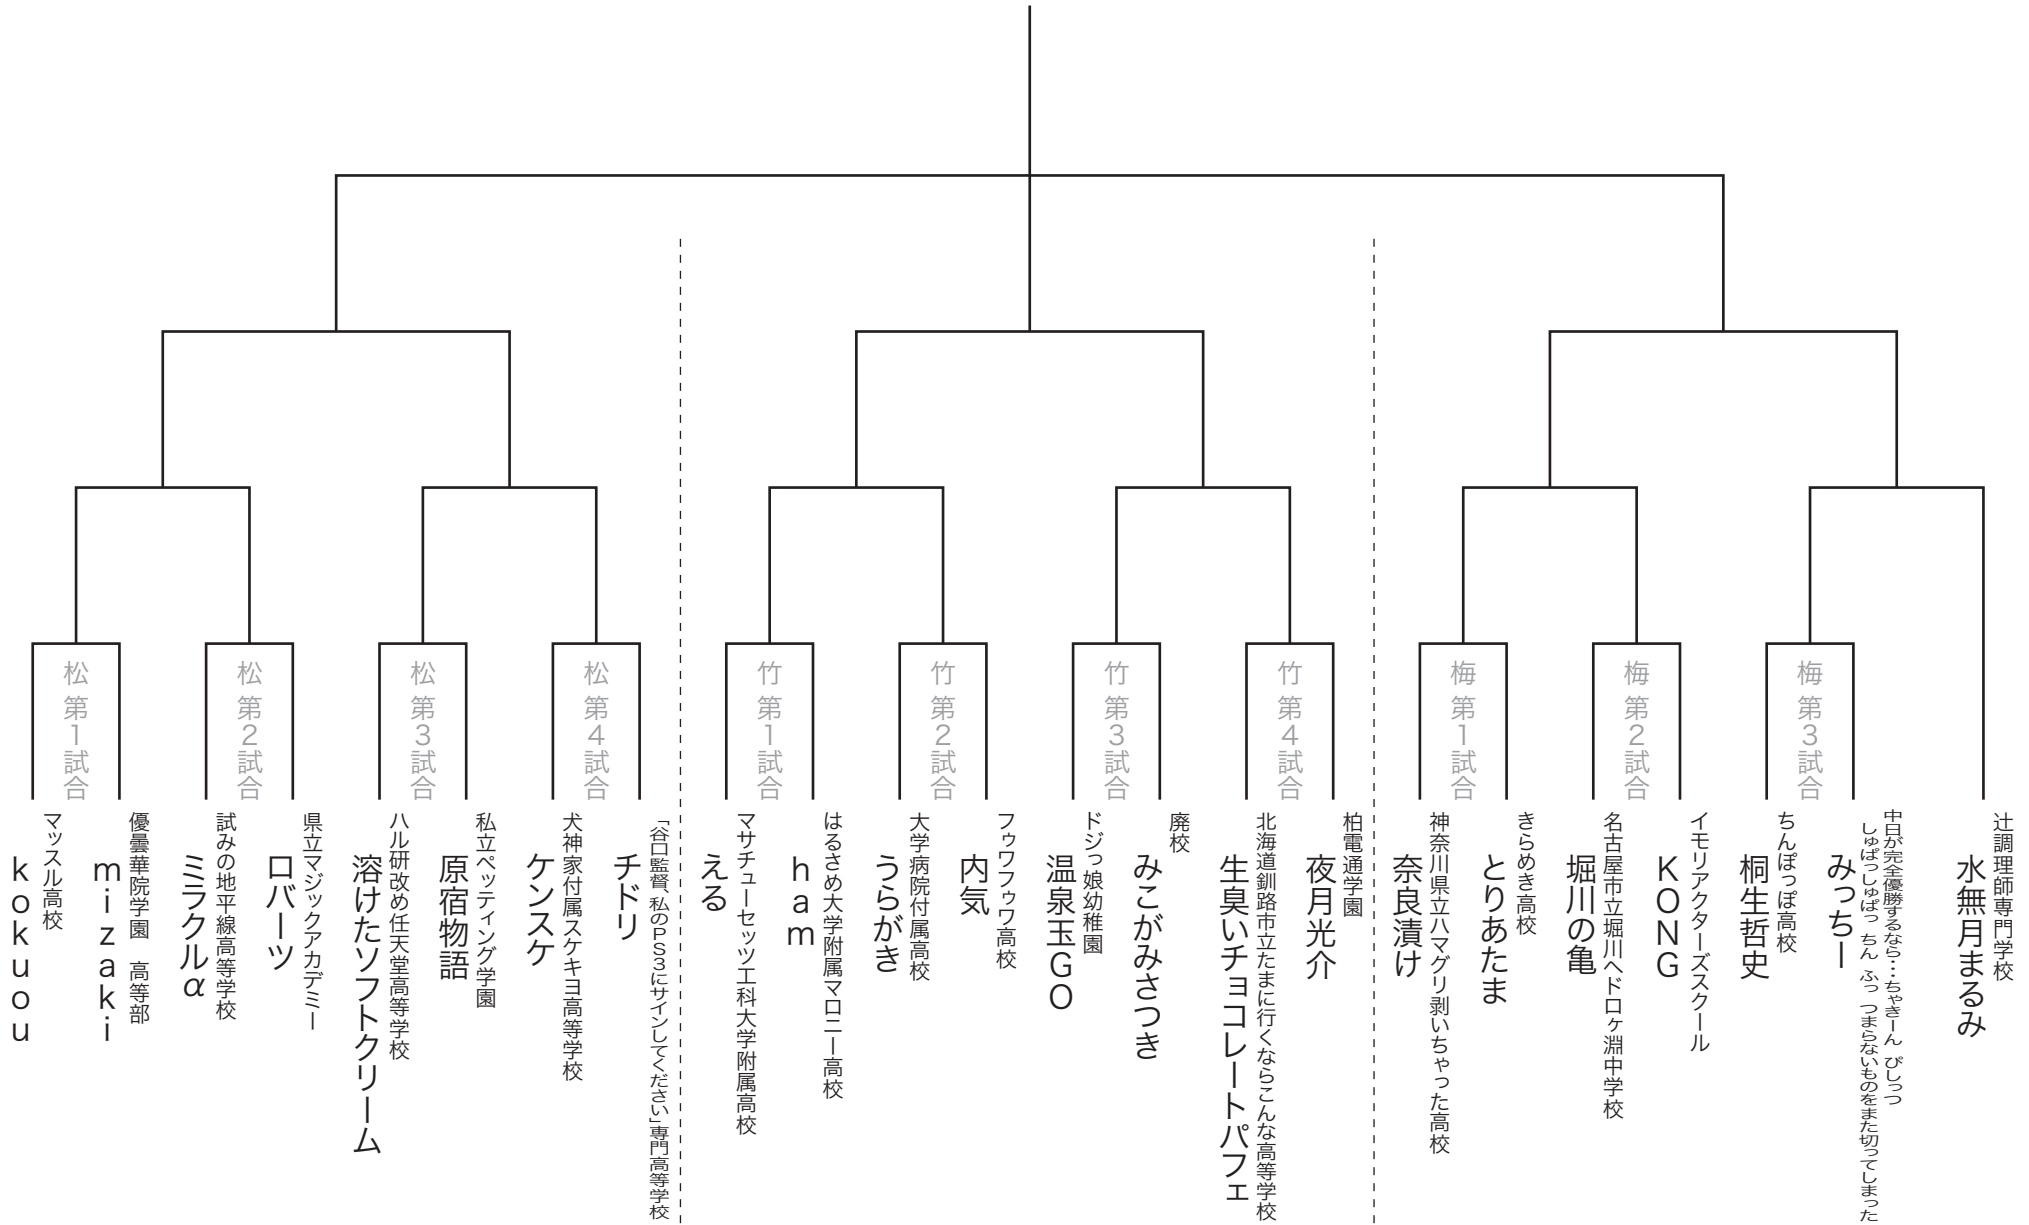 松 第1試合
松 第2試合
松 第3試合
松 第4試合
竹 第1試合
竹 第2試合
竹 第3試合
竹 第4試合
梅 第1試合
梅 第2試合
梅 第3試合
マッスル高校
kokuou
優曇華院学園 高等部
mizaki
試みの地平線高等学校
ミラクルα
県立マジックアカデミー
ロバーツ
ハル研改め任天堂高等学校
溶けたソフトクリーム
私立ペッティング学園
原宿物語
犬神家付属スケキヨ高等学校
ケンスケ
「谷口監督、私のPS3にサインしてください」専門高等学校
チドリ
マサチューセッツ工科大学附属高校
える
はるさめ大学附属マロニー高校
ham
大学病院付属高校
うらがき
フゥワフゥワ高校
内気
ドジっ娘幼稚園
温泉玉GO
廃校
みこがみさつき
北海道釧路市立たまに行くならこんな高等学校
生臭いチョコレートパフェ
柏電通学園
夜月光介
神奈川県立ハマグリ剥いちゃった高校
奈良漬け
きらめき高校
とりあたま
名古屋市立堀川ヘドロヶ淵中学校
堀川の亀
イモリアクターズスクール
KONG
ちんぽっぽ高校
桐生哲史
中日が完全優勝するなら…ちゃきーん びしっつ
しゅぱっしゅぱっ ちん ふっ つまらないものをまた切ってしまった
みっちー
辻調理師専門学校
水無月まるみ